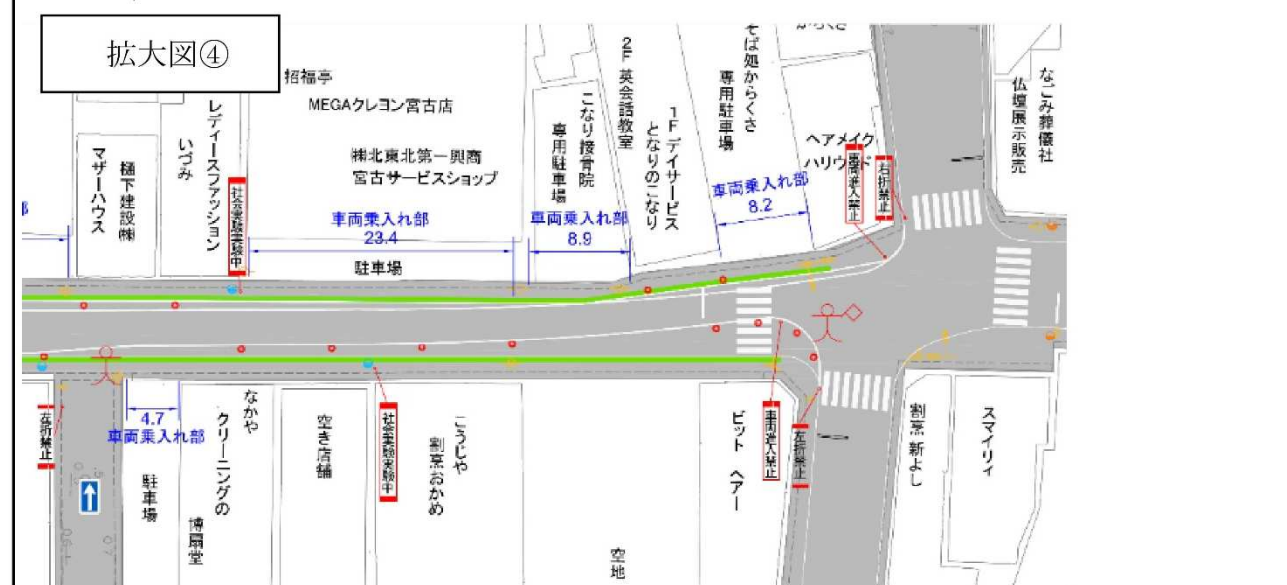 拡大図④
招福亭
MEGAクレヨン宮古店
㈱北東北第一興商
宮古サービスショップ
マザーハウス
樋下建設㈱
いづみ
レディースファッション
社会実験実験中
車両乗入れ部
23.4
駐車場
こなり接骨院
専用駐車場
車両乗入れ部
8.9
2F 英会話教室
1F デイサービス
となりのこなり
そば処からくさ
専用駐車場
車両乗入れ部
8.2
ヘアメイク
ハリウッド
車両進入禁止
右折禁止
なごみ葬儀社
仏壇展示販売
左折禁止
4.7
車両乗入れ部
駐車場
なかや
クリーニングの
博扇堂
空き店舗
社会実験実験中
こうじや
割烹おかめ
空地
ビット ヘアー
車両進入禁止
左折禁止
割烹 新よし
スマイリィ